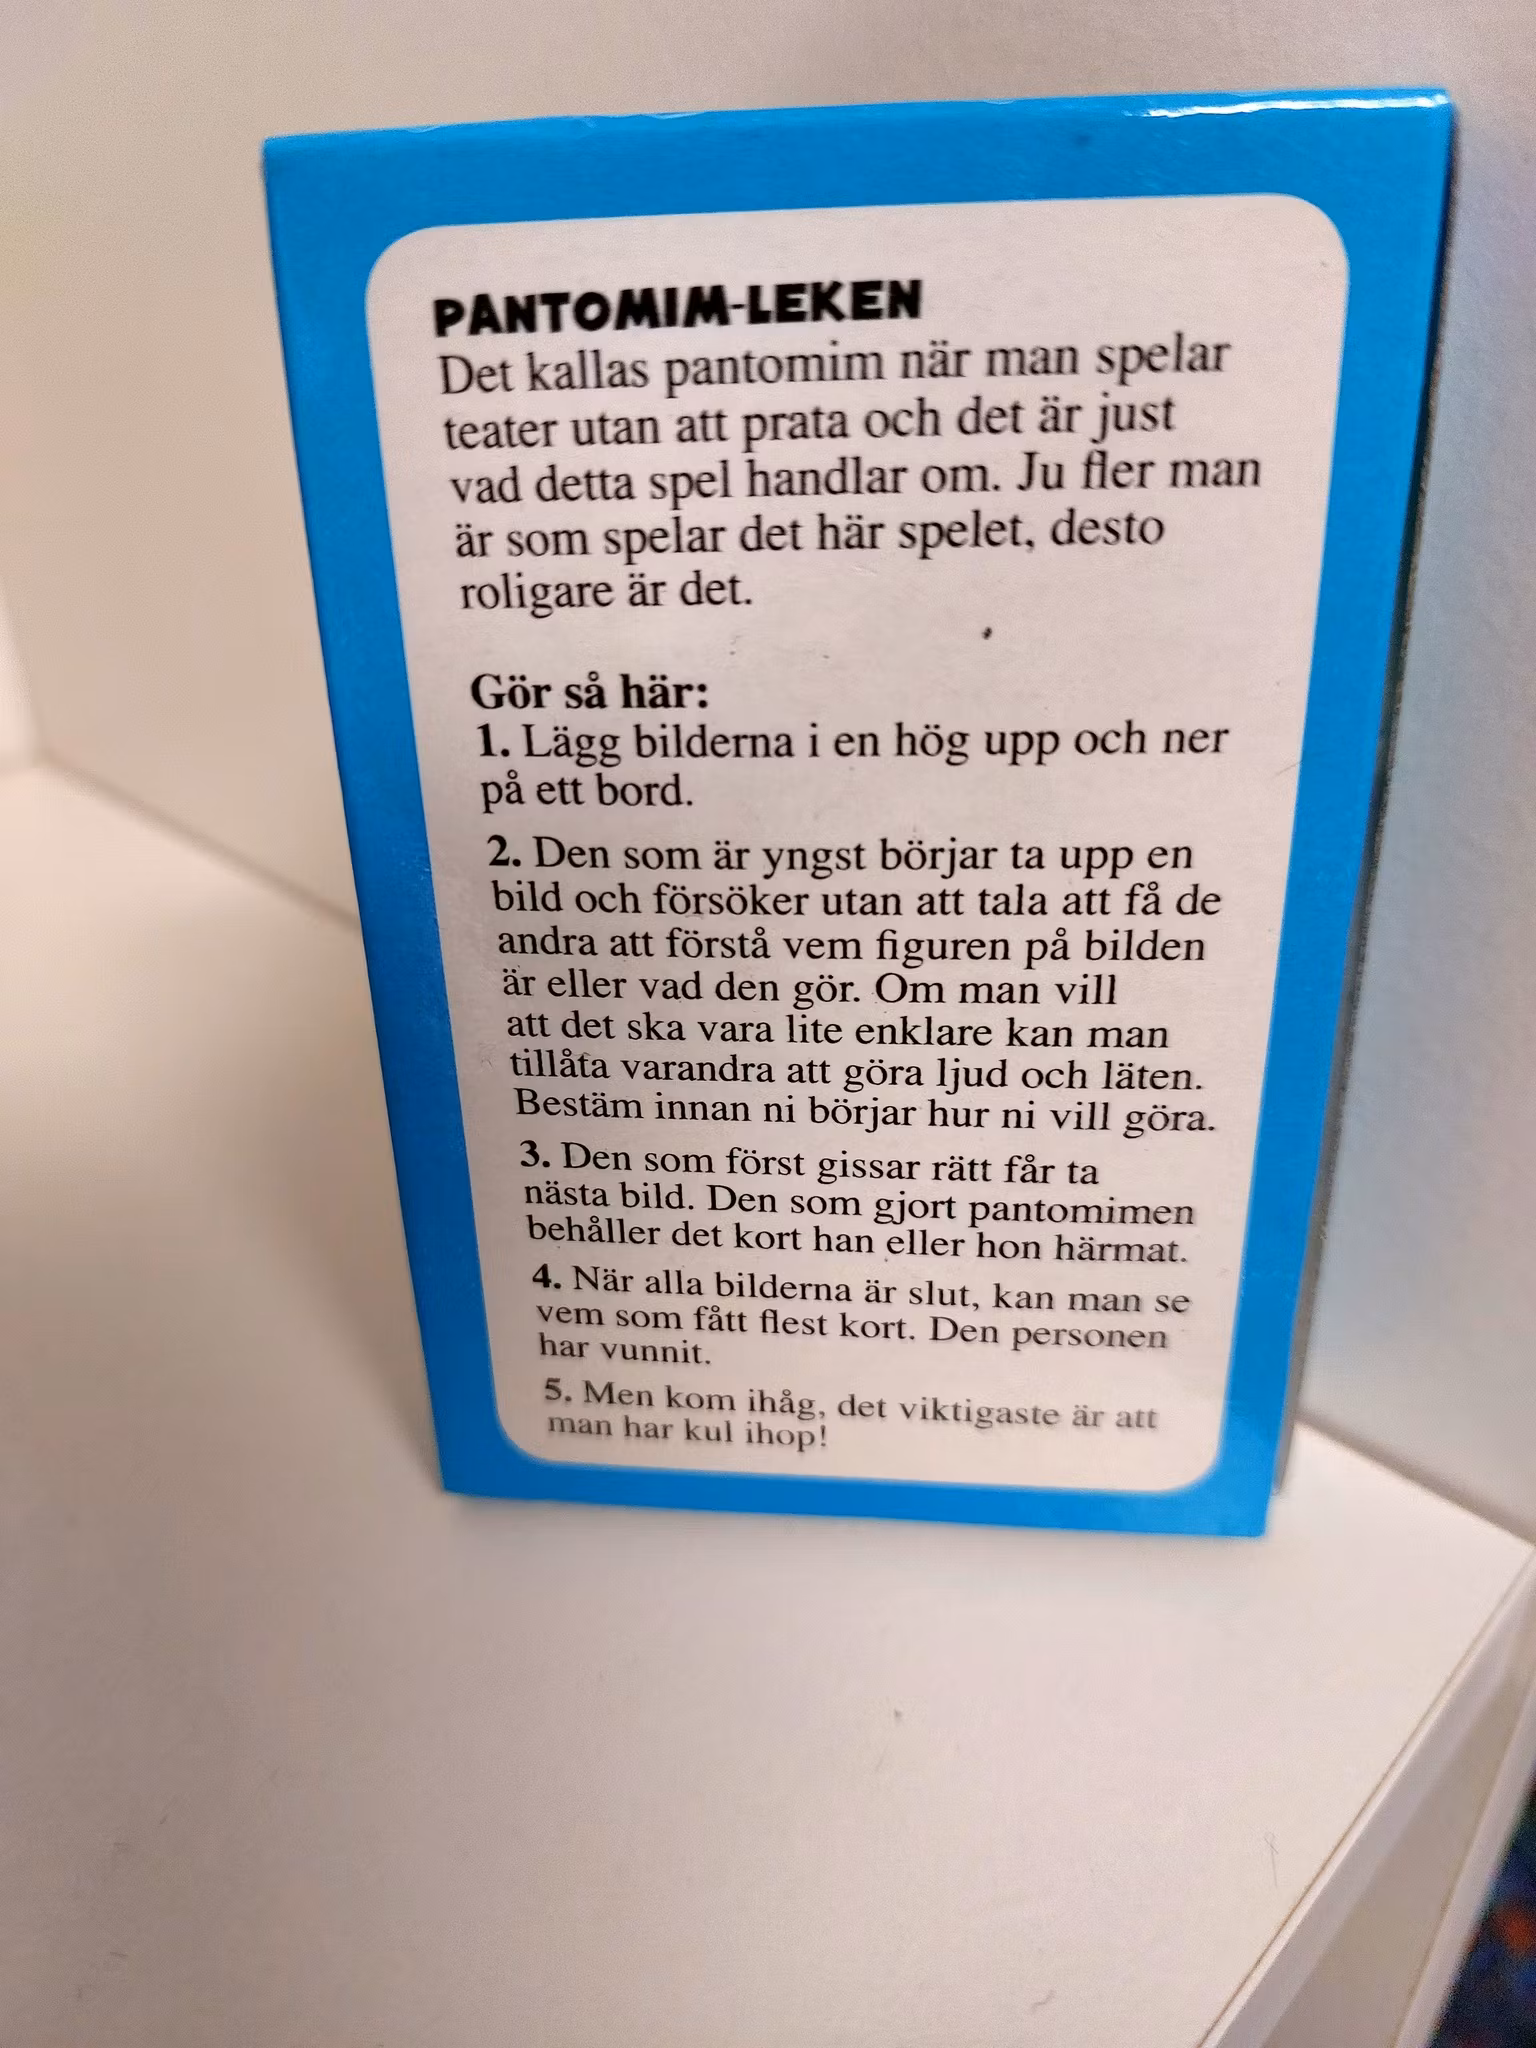 PANTOMIM-LEKEN
Det kallas pantomim när man spelar
teater utan att prata och det är just
vad detta spel handlar om. Ju fler man
är som spelar det här spelet, desto
roligare är det.
Gör så här:
1. Lägg bilderna i en hög upp och ner
på ett bord.
2. Den som är yngst börjar ta upp en
bild och försöker utan att tala att få de
andra att förstå vem figuren på bilden
är eller vad den gör. Om man vill
att det ska vara lite enklare kan man
tillåta varandra att göra ljud och läten.
Bestäm innan ni börjar hur ni vill göra.
3. Den som först gissar rätt får ta
nästa bild. Den som gjort pantomimen
behåller det kort han eller hon härmat.
4. När alla bilderna är slut, kan man se
vem som fått flest kort. Den personen
har vunnit.
5. Men kom ihåg, det viktigaste är att
man har kul ihop!